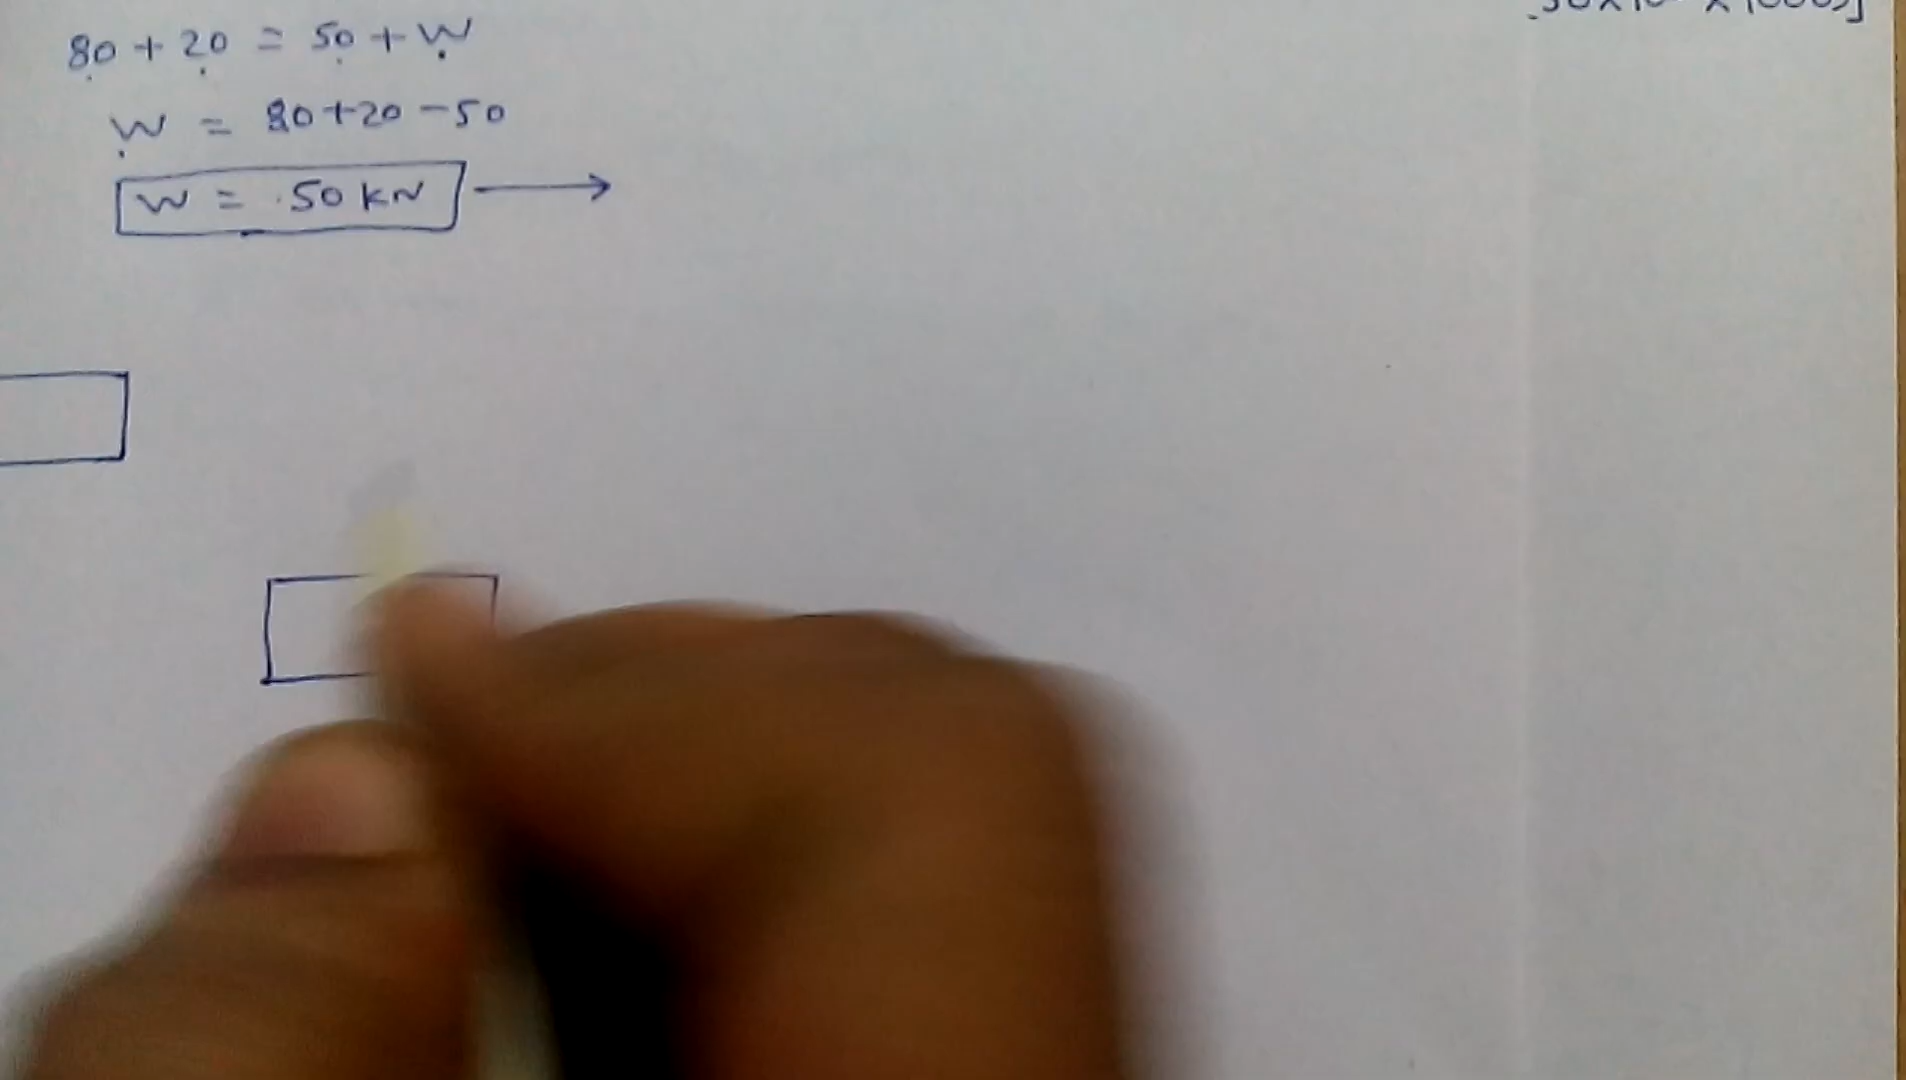 80 + 20 = 50 + W
W = 80+20-50
W = 50 kN